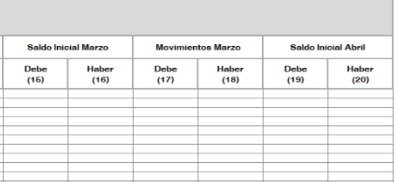 Saldo Inicial Marzo Movimientos Marzo Saldo Inicial Abril
Debe Haber Debe Haber Debe Haber
(15) (16) (17) (18) (19) (20)